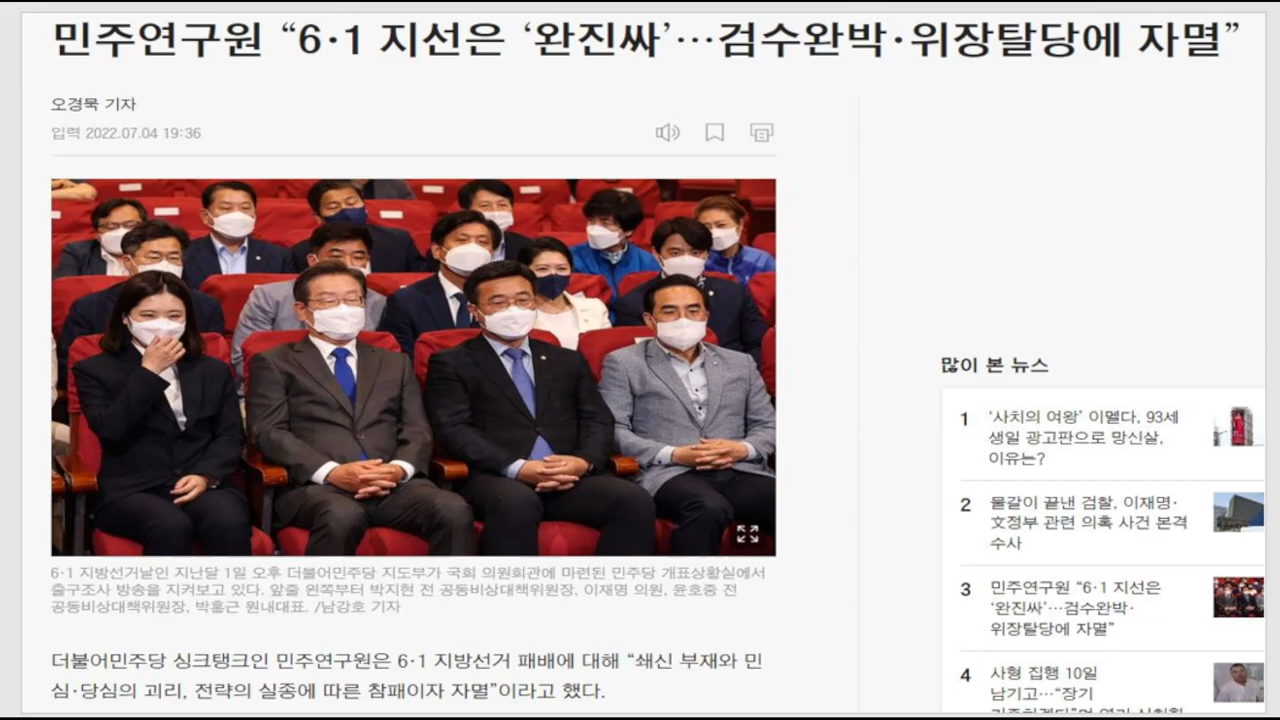 민주연구원 “6·1 지선은 ‘완진싸’…검수완박·위장탈당에 자멸”
오경묵 기자
입력 2022.07.04 19:36
6·1 지방선거날인 지난달 1일 오후 더불어민주당 지도부가 국회 의원회관에 마련된 민주당 개표상황실에서
출구조사 방송을 지켜보고 있다. 앞줄 왼쪽부터 박지현 전 공동비상대책위원장, 이재명 의원, 윤호중 전
공동비상대책위원장, 박홍근 원내대표. /남강호 기자
더불어민주당 싱크탱크인 민주연구원은 6·1 지방선거 패배에 대해 “쇄신 부재와 민
심·당심의 괴리, 전략의 실종에 따른 참패이자 자멸”이라고 했다.
많이 본 뉴스
1 ‘사치의 여왕’ 이멜다, 93세
생일 광고판으로 망신살,
이유는?
2 물갈이 끝낸 검찰, 이재명·
文정부 관련 의혹 사건 본격
수사
3 민주연구원 “6·1 지선은
‘완진싸’…검수완박·
위장탈당에 자멸”
4 사형 집행 10일
남기고…“장기